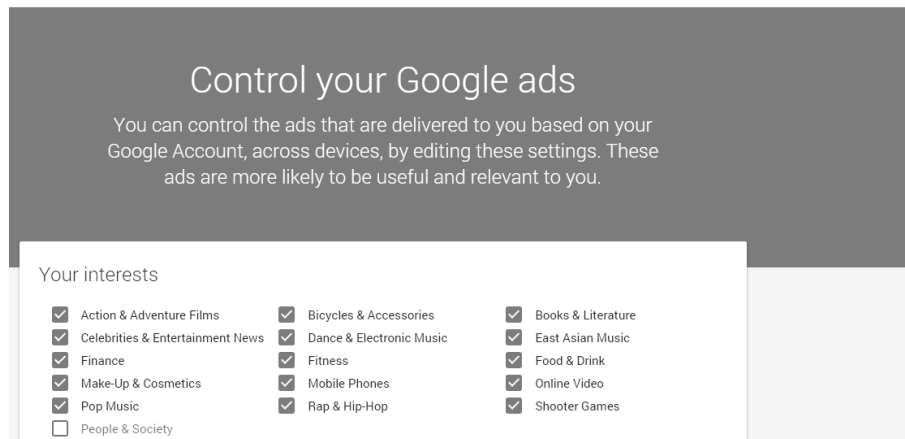 Control your Google ads
You can control the ads that are delivered to you based on your
Google Account, across devices, by editing these settings. These
ads are more likely to be useful and relevant to you.
Your interests
Action & Adventure Films Bicycles & Accessories Books & Literature
Celebrities & Entertainment News Dance & Electronic Music East Asian Music
Finance Fitness Food & Drink
Make-Up & Cosmetics Mobile Phones Online Video
Pop Music Rap & Hip-Hop Shooter Games
People & Society